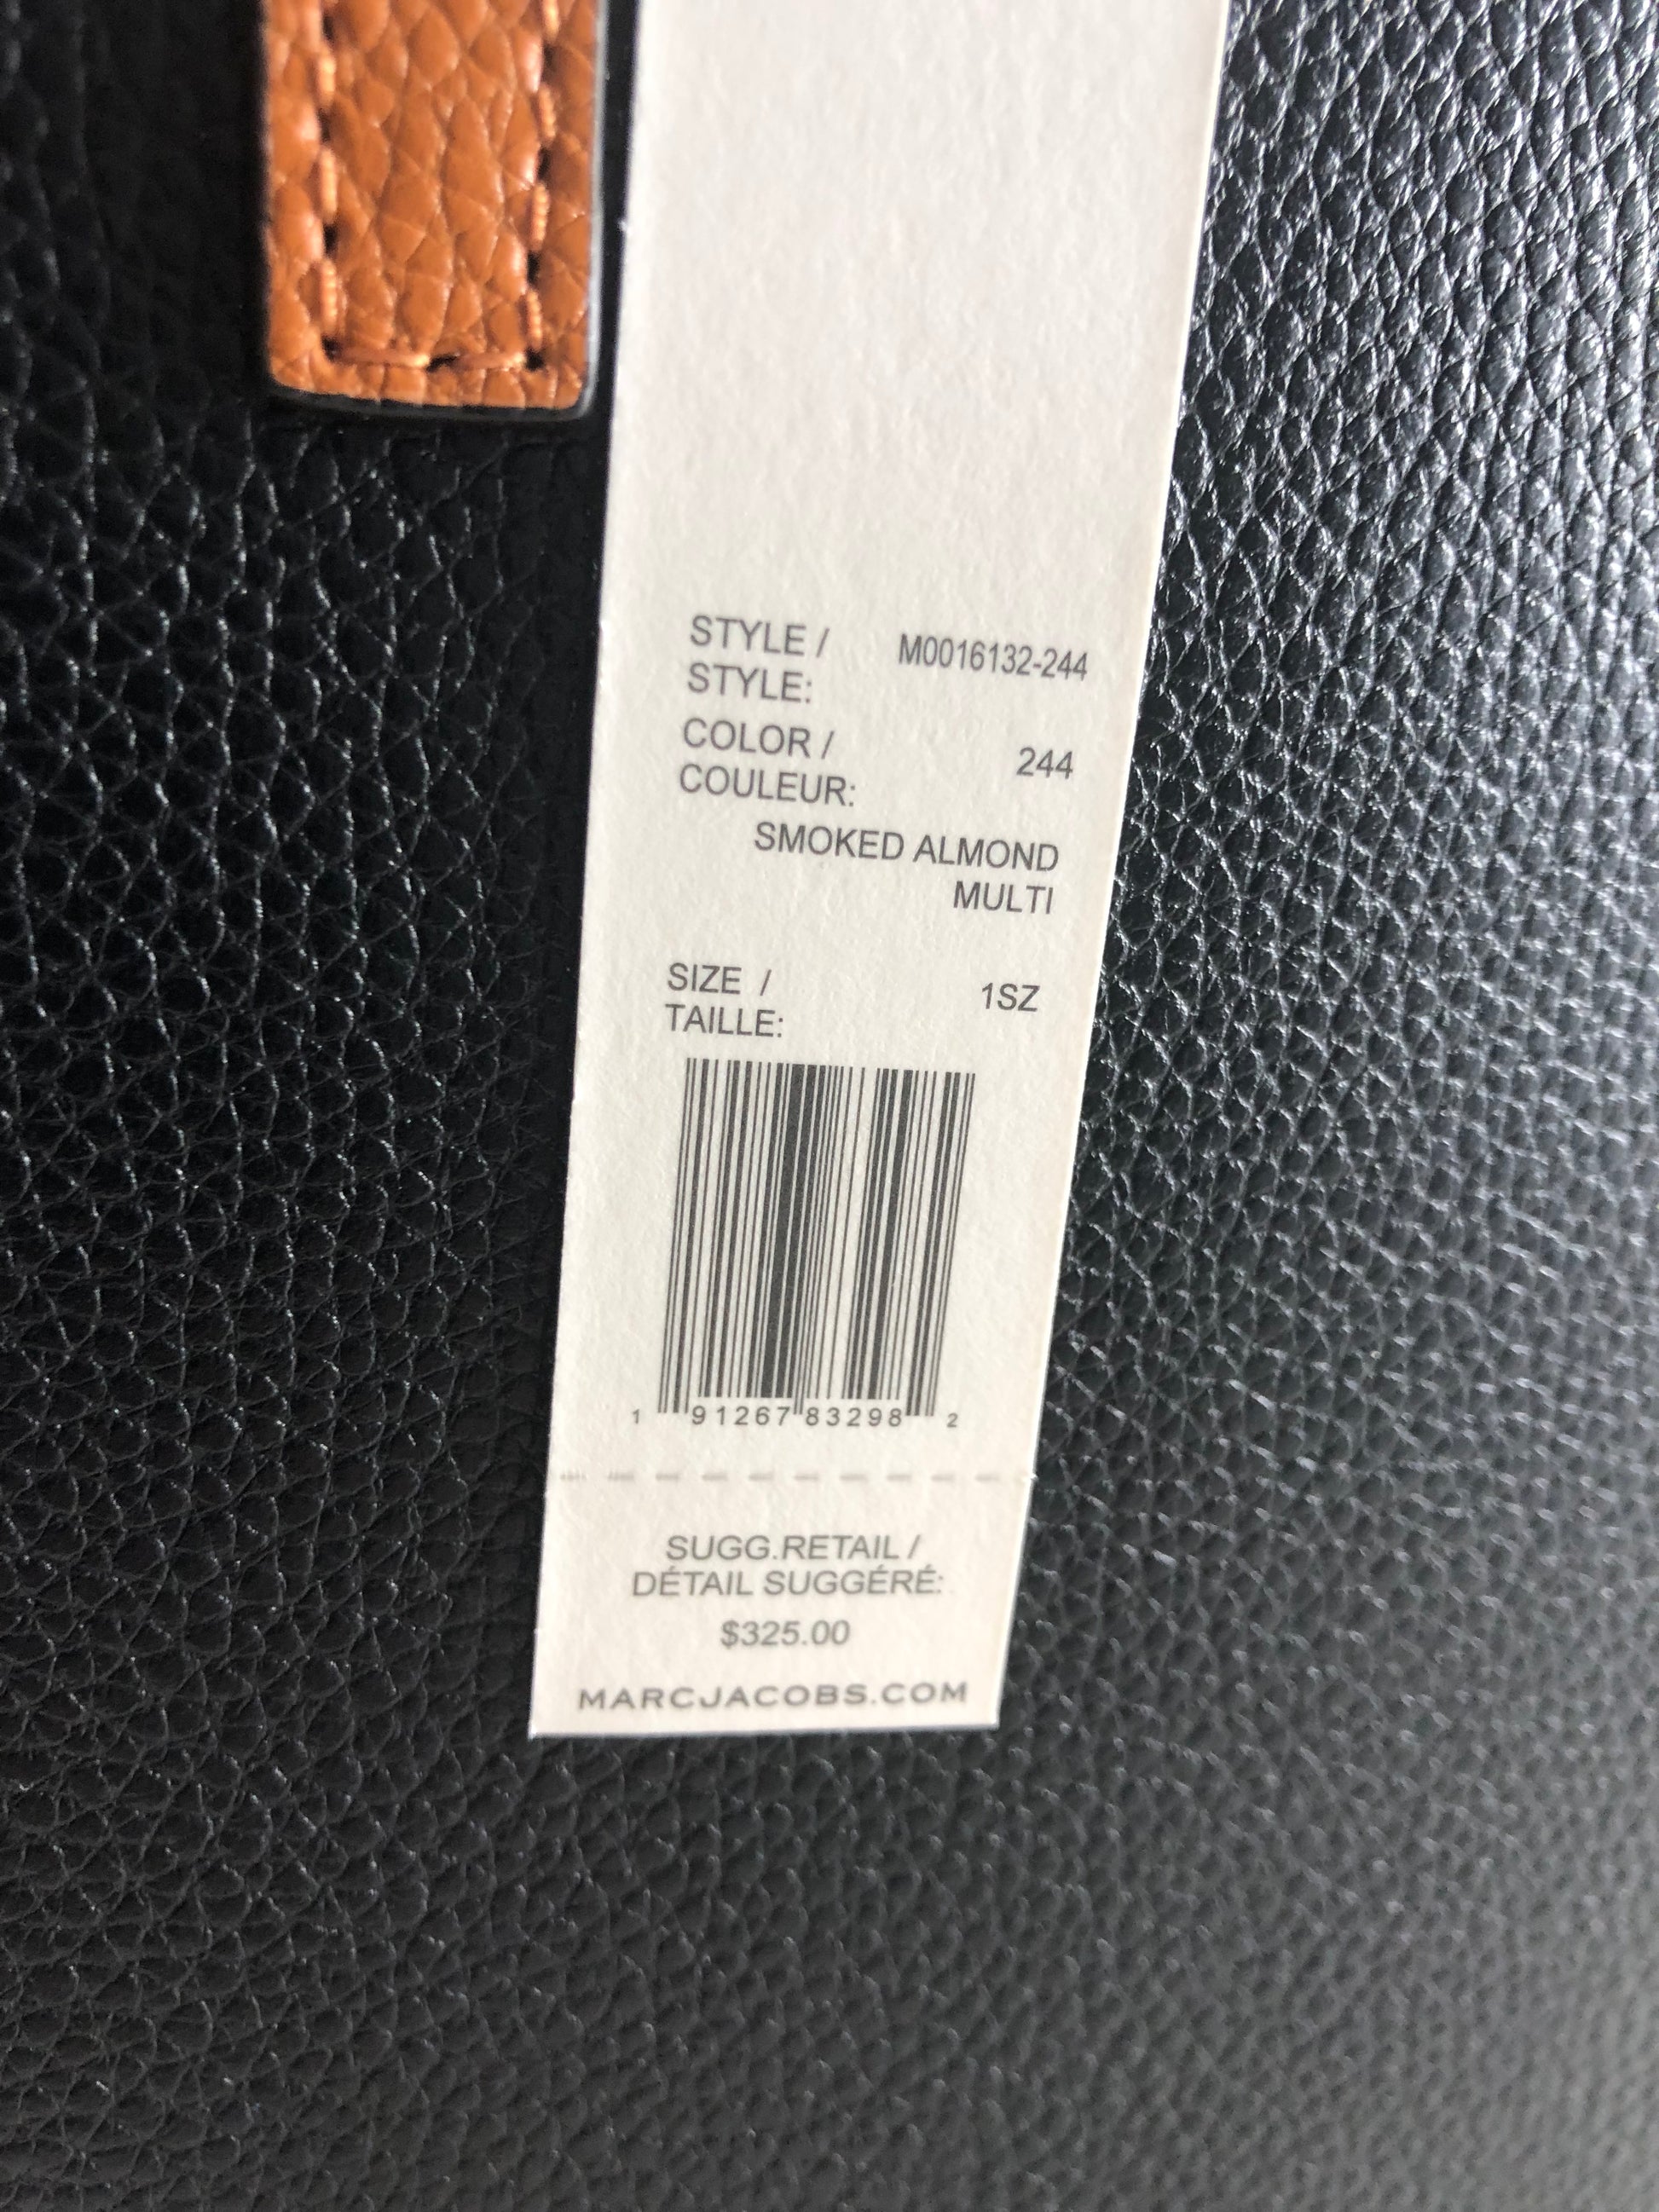 STYLE / M0016132-244
STYLE:
COLOR / 244
COULEUR:
SMOKED ALMOND
MULTI
SIZE / 1SZ
TAILLE:
1 91267 83298 2
SUGG.RETAIL /
DÉTAIL SUGGÉRÉ:
$325.00
MARCJACOBS.COM